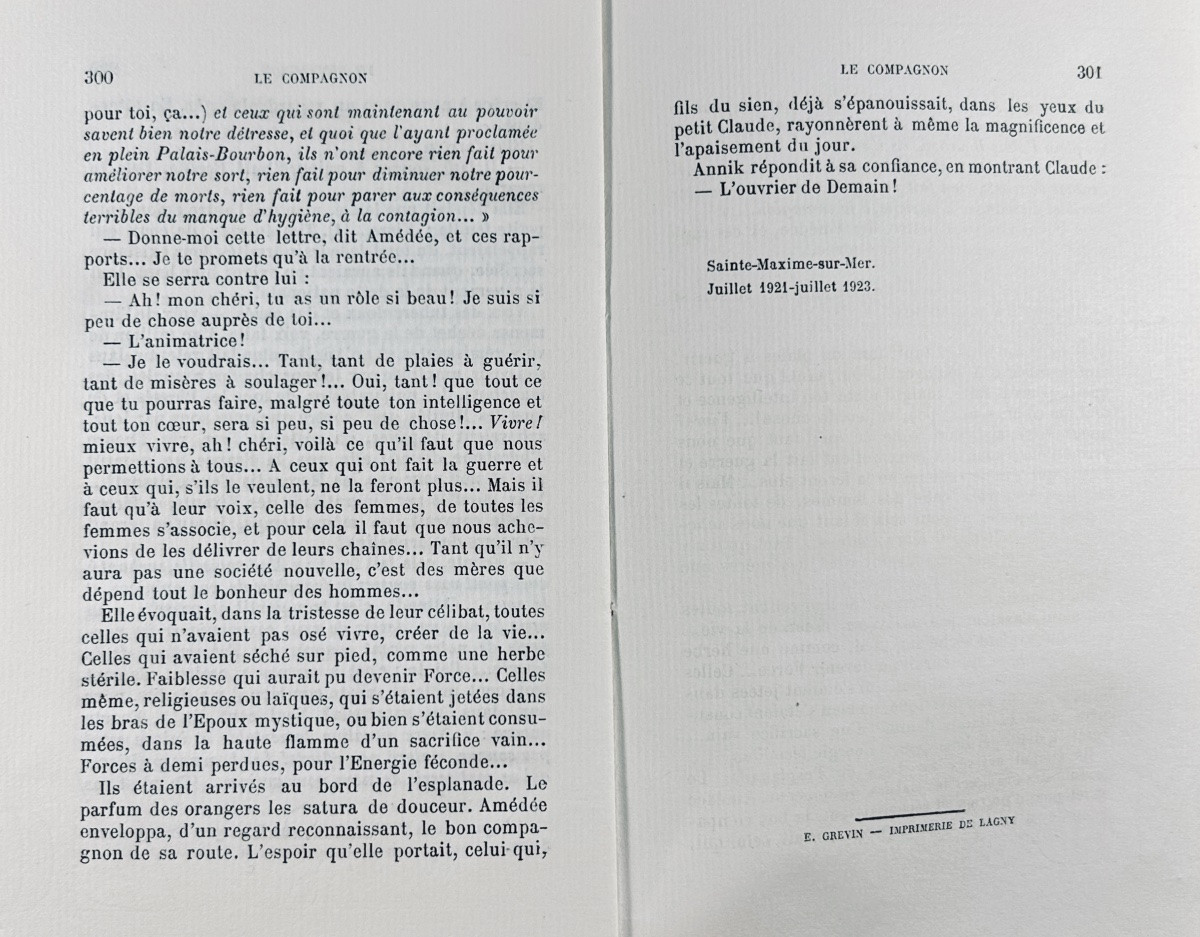 300
LE COMPAGNON
pour toi, ça...) et ceux qui sont maintenant au pouvoir
savent bien notre détresse, et quoi que l'ayant proclamée
en plein Palais-Bourbon, ils n'ont encore rien fait pour
améliorer notre sort, rien fait pour diminuer notre pour-
centage de morts, rien fait pour parer aux conséquences
terribles du manque d'hygiène, à la contagion... »
— Donne-moi cette lettre, dit Amédée, et ces rap-
ports... Je te promets qu'à la rentrée...
Elle se serra contre lui :
— Ah! mon chéri, tu as un rôle si beau! Je suis si
peu de chose auprès de toi...
— L'animatrice!
— Je le voudrais... Tant, tant de plaies à guérir,
tant de misères à soulager!... Oui, tant! que tout ce
que tu pourras faire, malgré toute ton intelligence et
tout ton cœur, sera si peu, si peu de chose!... Vivre!
mieux vivre, ah! chéri, voilà ce qu'il faut que nous
permettions à tous... A ceux qui ont fait la guerre et
à ceux qui, s'ils le veulent, ne la feront plus... Mais il
faut qu'à leur voix, celle des femmes, de toutes les
femmes s'associe, et pour cela il faut que nous ache-
vions de les délivrer de leurs chaînes... Tant qu'il n'y
aura pas une société nouvelle, c'est des mères que
dépend tout le bonheur des hommes...
Elle évoquait, dans la tristesse de leur célibat, toutes
celles qui n'avaient pas osé vivre, créer de la vie...
Celles qui avaient séché sur pied, comme une herbe
stérile. Faiblesse qui aurait pu devenir Force... Celles
même, religieuses ou laïques, qui s'étaient jetées dans
les bras de l'Epoux mystique, ou bien s'étaient consu-
mées, dans la haute flamme d'un sacrifice vain...
Forces à demi perdues, pour l'Energie féconde...
Ils étaient arrivés au bord de l'esplanade. Le
parfum des orangers les satura de douceur. Amédée
enveloppa, d'un regard reconnaissant, le bon compa-
gnon de sa route. L'espoir qu'elle portait, celui qui,
LE COMPAGNON
301
fils du sien, déjà s'épanouissait, dans les yeux du
petit Claude, rayonnèrent à même la magnificence et
l'apaisement du jour.
Annik répondit à sa confiance, en montrant Claude :
— L'ouvrier de Demain!
Sainte-Maxime-sur-Mer.
Juillet 1921-juillet 1923.
E. GREVIN — IMPRIMERIE DE LAGNY